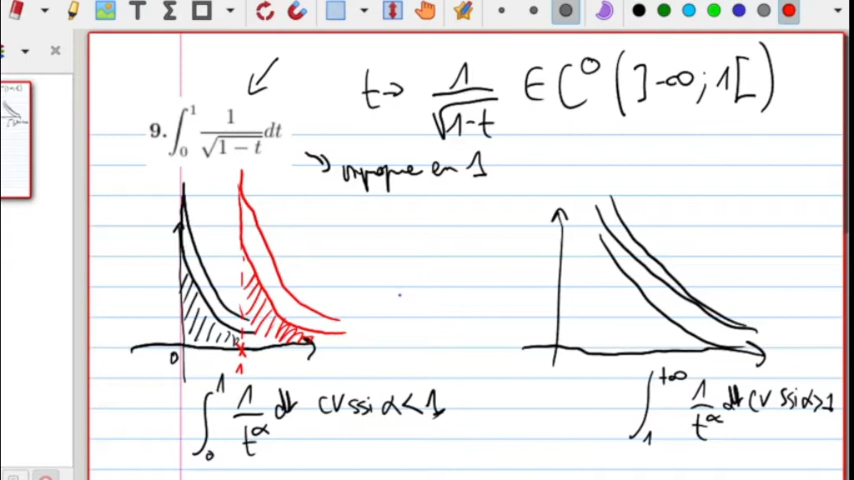 t→ 1/√1-t ∈ C⁰ (]-∞; 1[)
9. ∫₀¹ 1/√1-t dt
→ impropre en 1
0
1
∫₀¹ 1/t^α dt CV ssi α<1
∫₁^+∞ 1/t^α dt CV ssi α>1